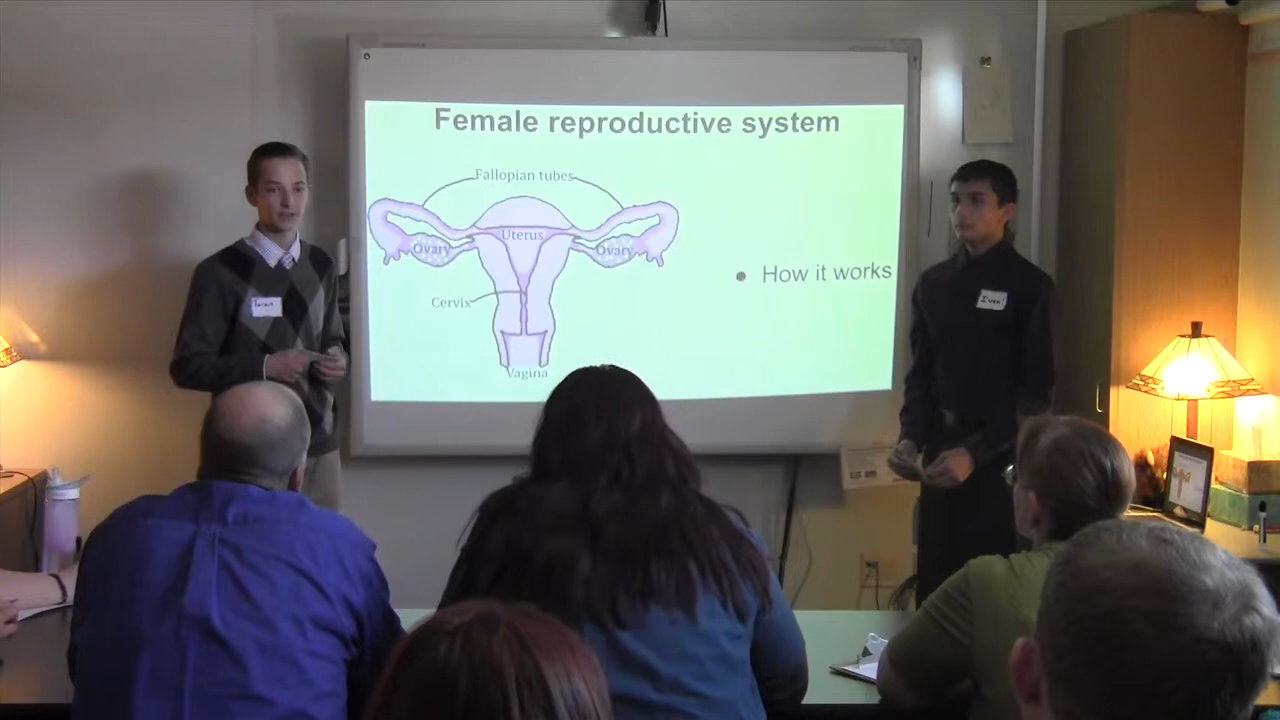 Female reproductive system
Fallopian tubes
Uterus
Ovary
Ovary
Cervix
Vagina
● How it works